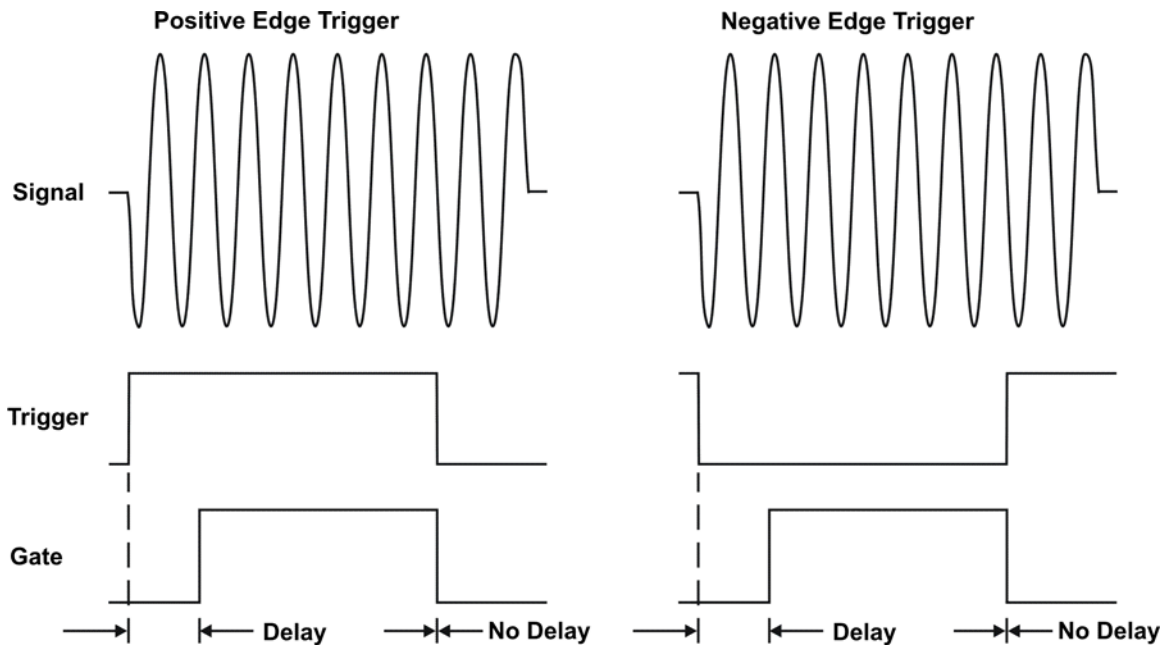 Positive Edge Trigger
Negative Edge Trigger
Signal
Trigger
Gate
Delay
No Delay
Delay
No Delay